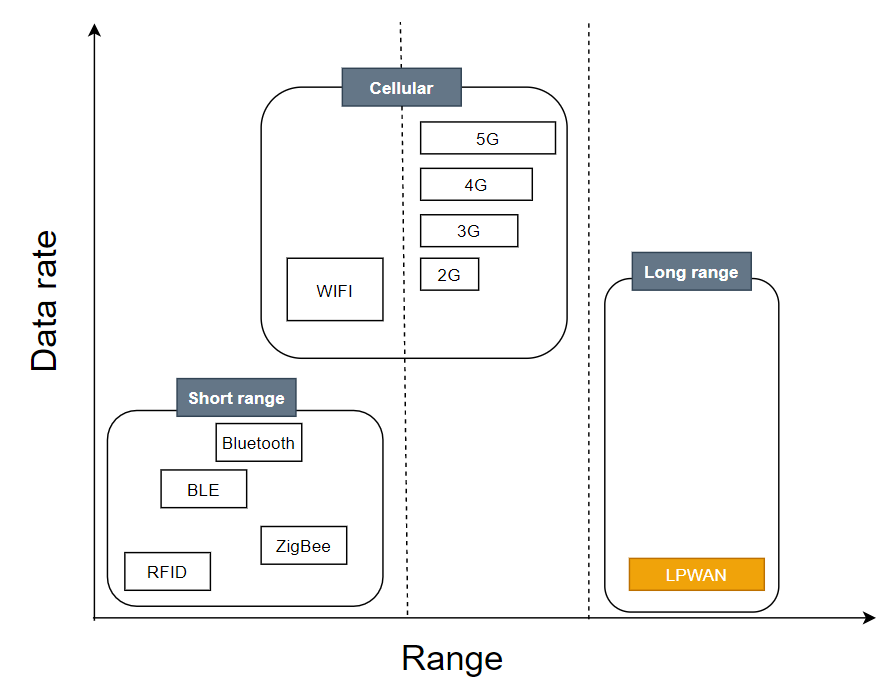 Cellular
5G
4G
3G
2G
WIFI
Long range
LPWAN
Short range
Bluetooth
BLE
ZigBee
RFID
Data rate
Range